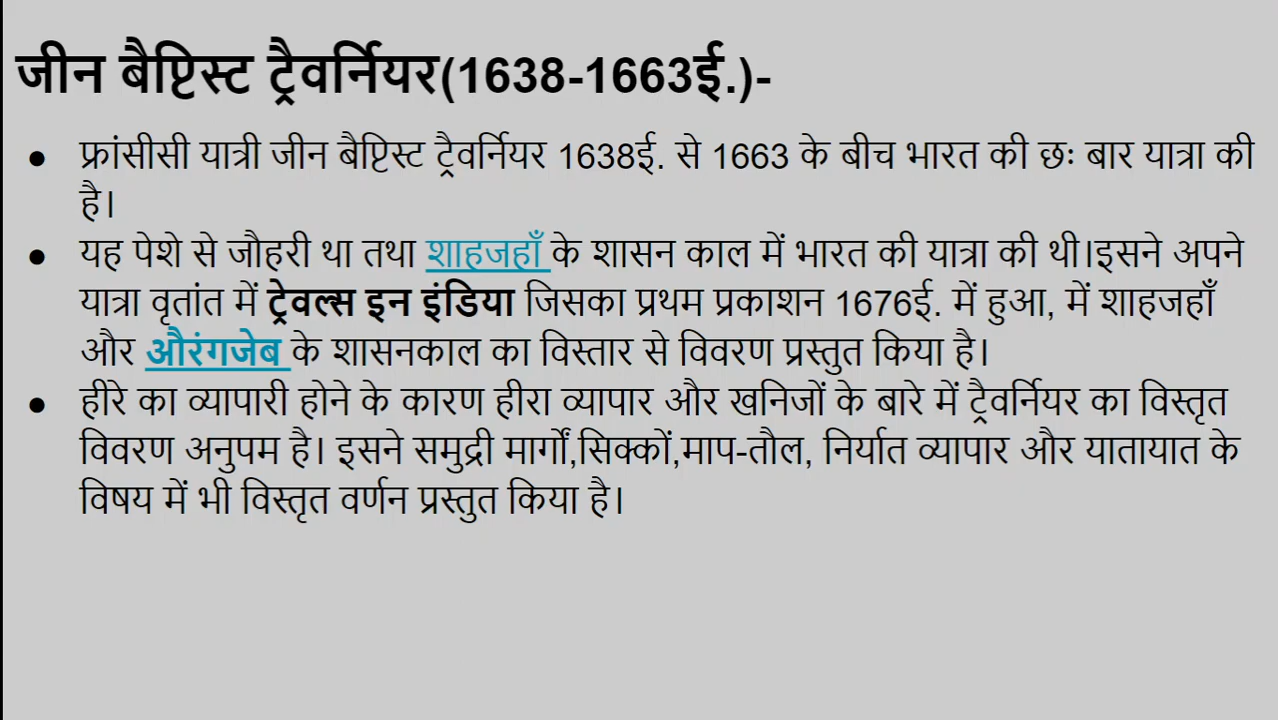 जीन बैप्टिस्ट ट्रैवर्नियर(1638-1663ई.)-
● फ्रांसीसी यात्री जीन बैप्टिस्ट ट्रैवर्नियर 1638ई. से 1663 के बीच भारत की छः बार यात्रा की
है।
● यह पेशे से जौहरी था तथा शाहजहाँ के शासन काल में भारत की यात्रा की थी।इसने अपने
यात्रा वृतांत में ट्रेवल्स इन इंडिया जिसका प्रथम प्रकाशन 1676ई. में हुआ, में शाहजहाँ
और औरंगजेब के शासनकाल का विस्तार से विवरण प्रस्तुत किया है।
● हीरे का व्यापारी होने के कारण हीरा व्यापार और खनिजों के बारे में ट्रैवर्नियर का विस्तृत
विवरण अनुपम है। इसने समुद्री मार्गों,सिक्कों,माप-तौल, निर्यात व्यापार और यातायात के
विषय में भी विस्तृत वर्णन प्रस्तुत किया है।